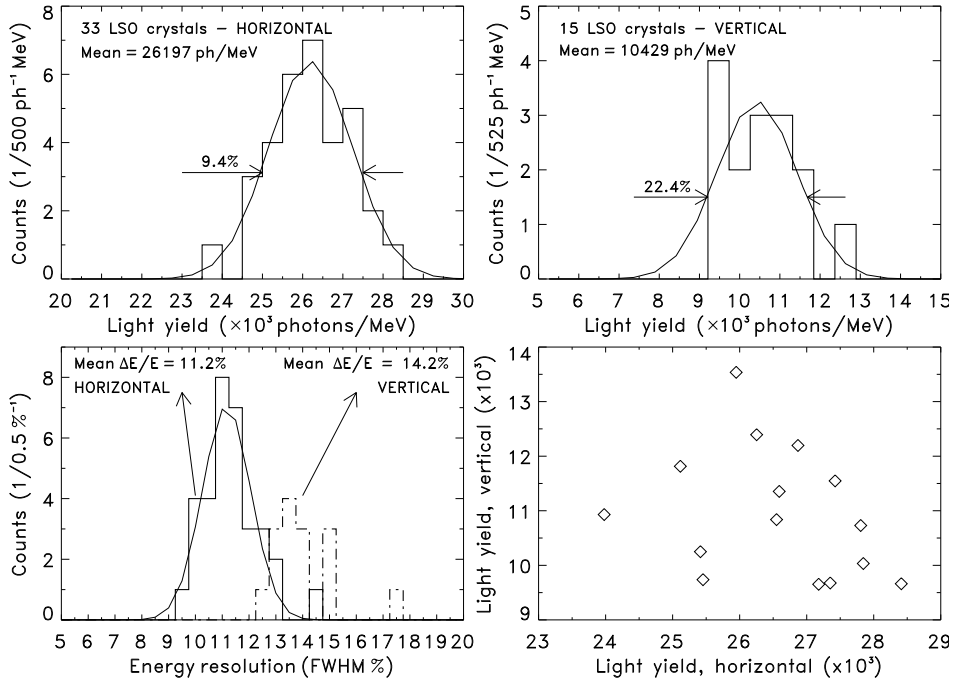 33 LSO crystals – HORIZONTAL
Mean = 26197 ph/MeV
Counts (1/500 ph⁻¹ MeV)
8
6
4
2
0
9.4%
20 21 22 23 24 25 26 27 28 29 30
Light yield (×10³ photons/MeV)
15 LSO crystals – VERTICAL
Mean = 10429 ph/MeV
Counts (1/525 ph⁻¹ MeV)
5
4
3
2
1
0
22.4%
5 6 7 8 9 10 11 12 13 14 15
Light yield (×10³ photons/MeV)
Mean ΔE/E = 11.2%
HORIZONTAL
Mean ΔE/E = 14.2%
VERTICAL
Counts (1/0.5 %⁻¹)
8
6
4
2
0
5 6 7 8 9 10 11 12 13 14 15 16 17 18 19 20
Energy resolution (FWHM %)
Light yield, vertical (x10³)
14
13
12
11
10
9
23 24 25 26 27 28 29
Light yield, horizontal (x10³)